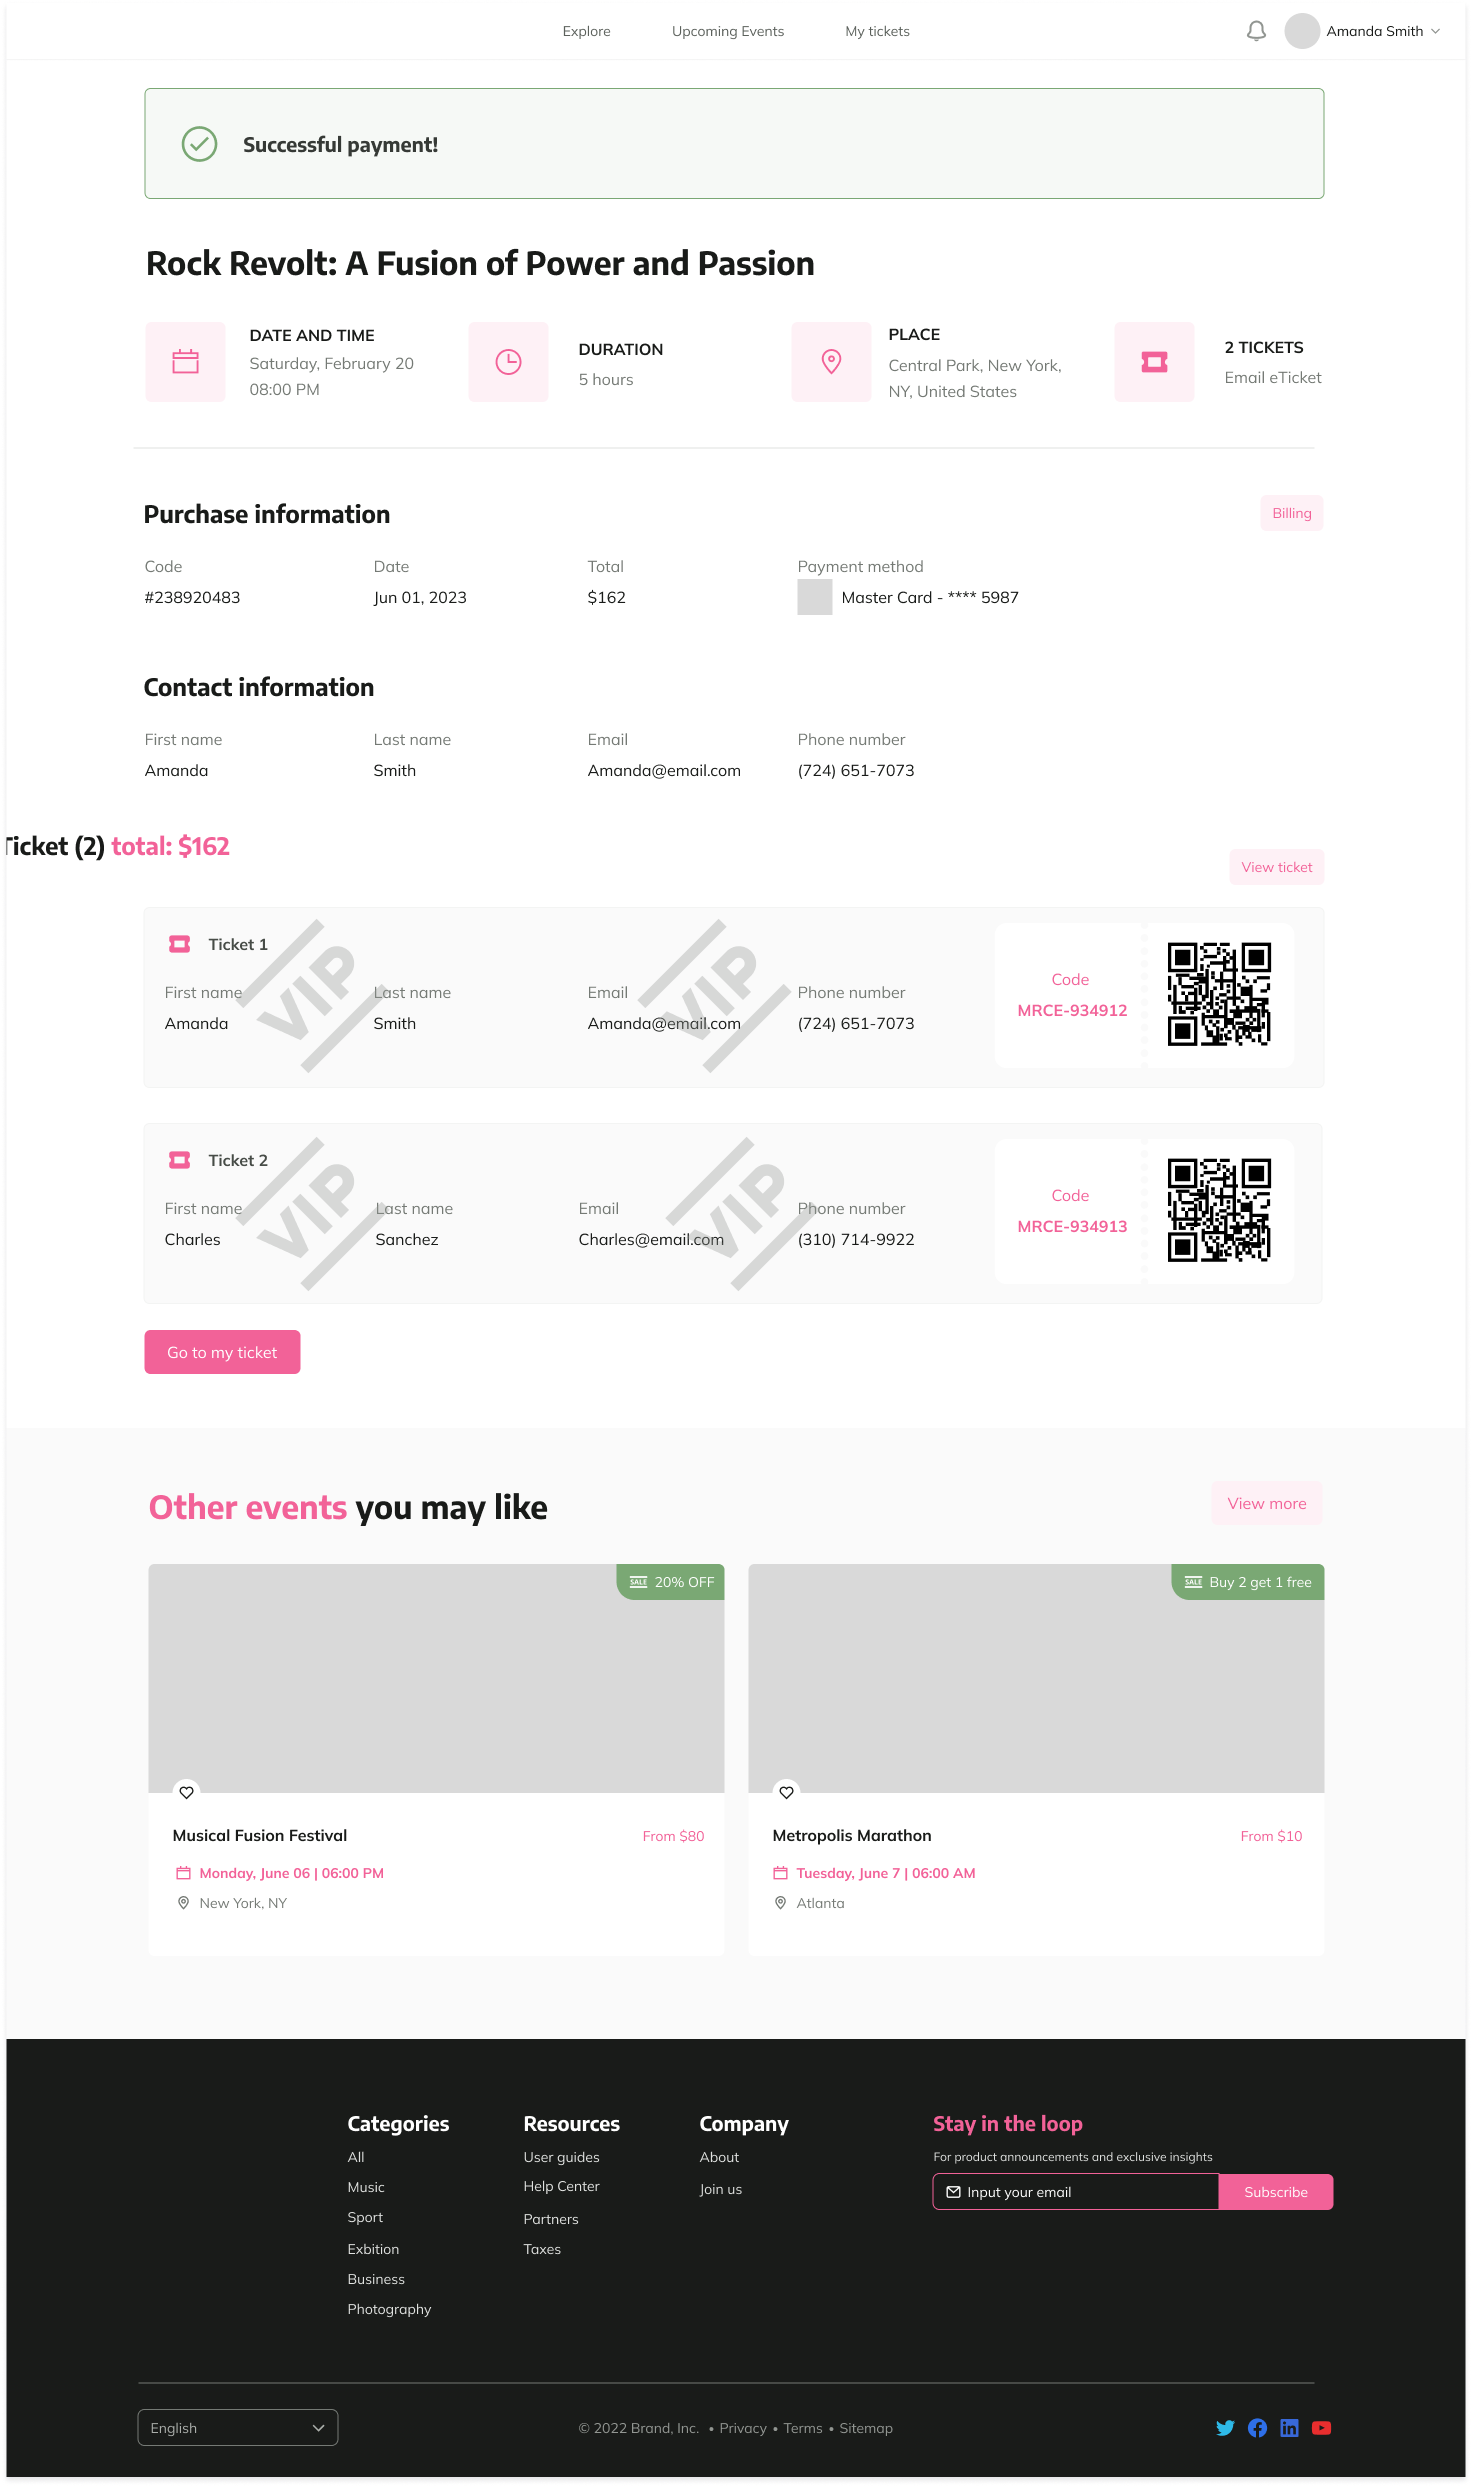 Explore Upcoming Events My tickets Amanda Smith
Successful payment!
Rock Revolt: A Fusion of Power and Passion
DATE AND TIME
Saturday, February 20
08:00 PM
DURATION
5 hours
PLACE
Central Park, New York,
NY, United States
2 TICKETS
Email eTicket
Purchase information
Billing
Code Date Total Payment method
#238920483 Jun 01, 2023 $162 Master Card - **** 5987
Contact information
First name Last name Email Phone number
Amanda Smith Amanda@email.com (724) 651-7073
Ticket (2) total: $162
View ticket
Ticket 1
VIP VIP
First name Last name Email Phone number
Amanda Smith Amanda@email.com (724) 651-7073
Code
MRCE-934912
Ticket 2
VIP VIP
First name Last name Email Phone number
Charles Sanchez Charles@email.com (310) 714-9922
Code
MRCE-934913
Go to my ticket
Other events you may like
View more
SALE 20% OFF
Musical Fusion Festival From $80
Monday, June 06 | 06:00 PM
New York, NY
SALE Buy 2 get 1 free
Metropolis Marathon From $10
Tuesday, June 7 | 06:00 AM
Atlanta
Categories
All
Music
Sport
Exbition
Business
Photography
Resources
User guides
Help Center
Partners
Taxes
Company
About
Join us
Stay in the loop
For product announcements and exclusive insights
Input your email Subscribe
English
© 2022 Brand, Inc. • Privacy • Terms • Sitemap